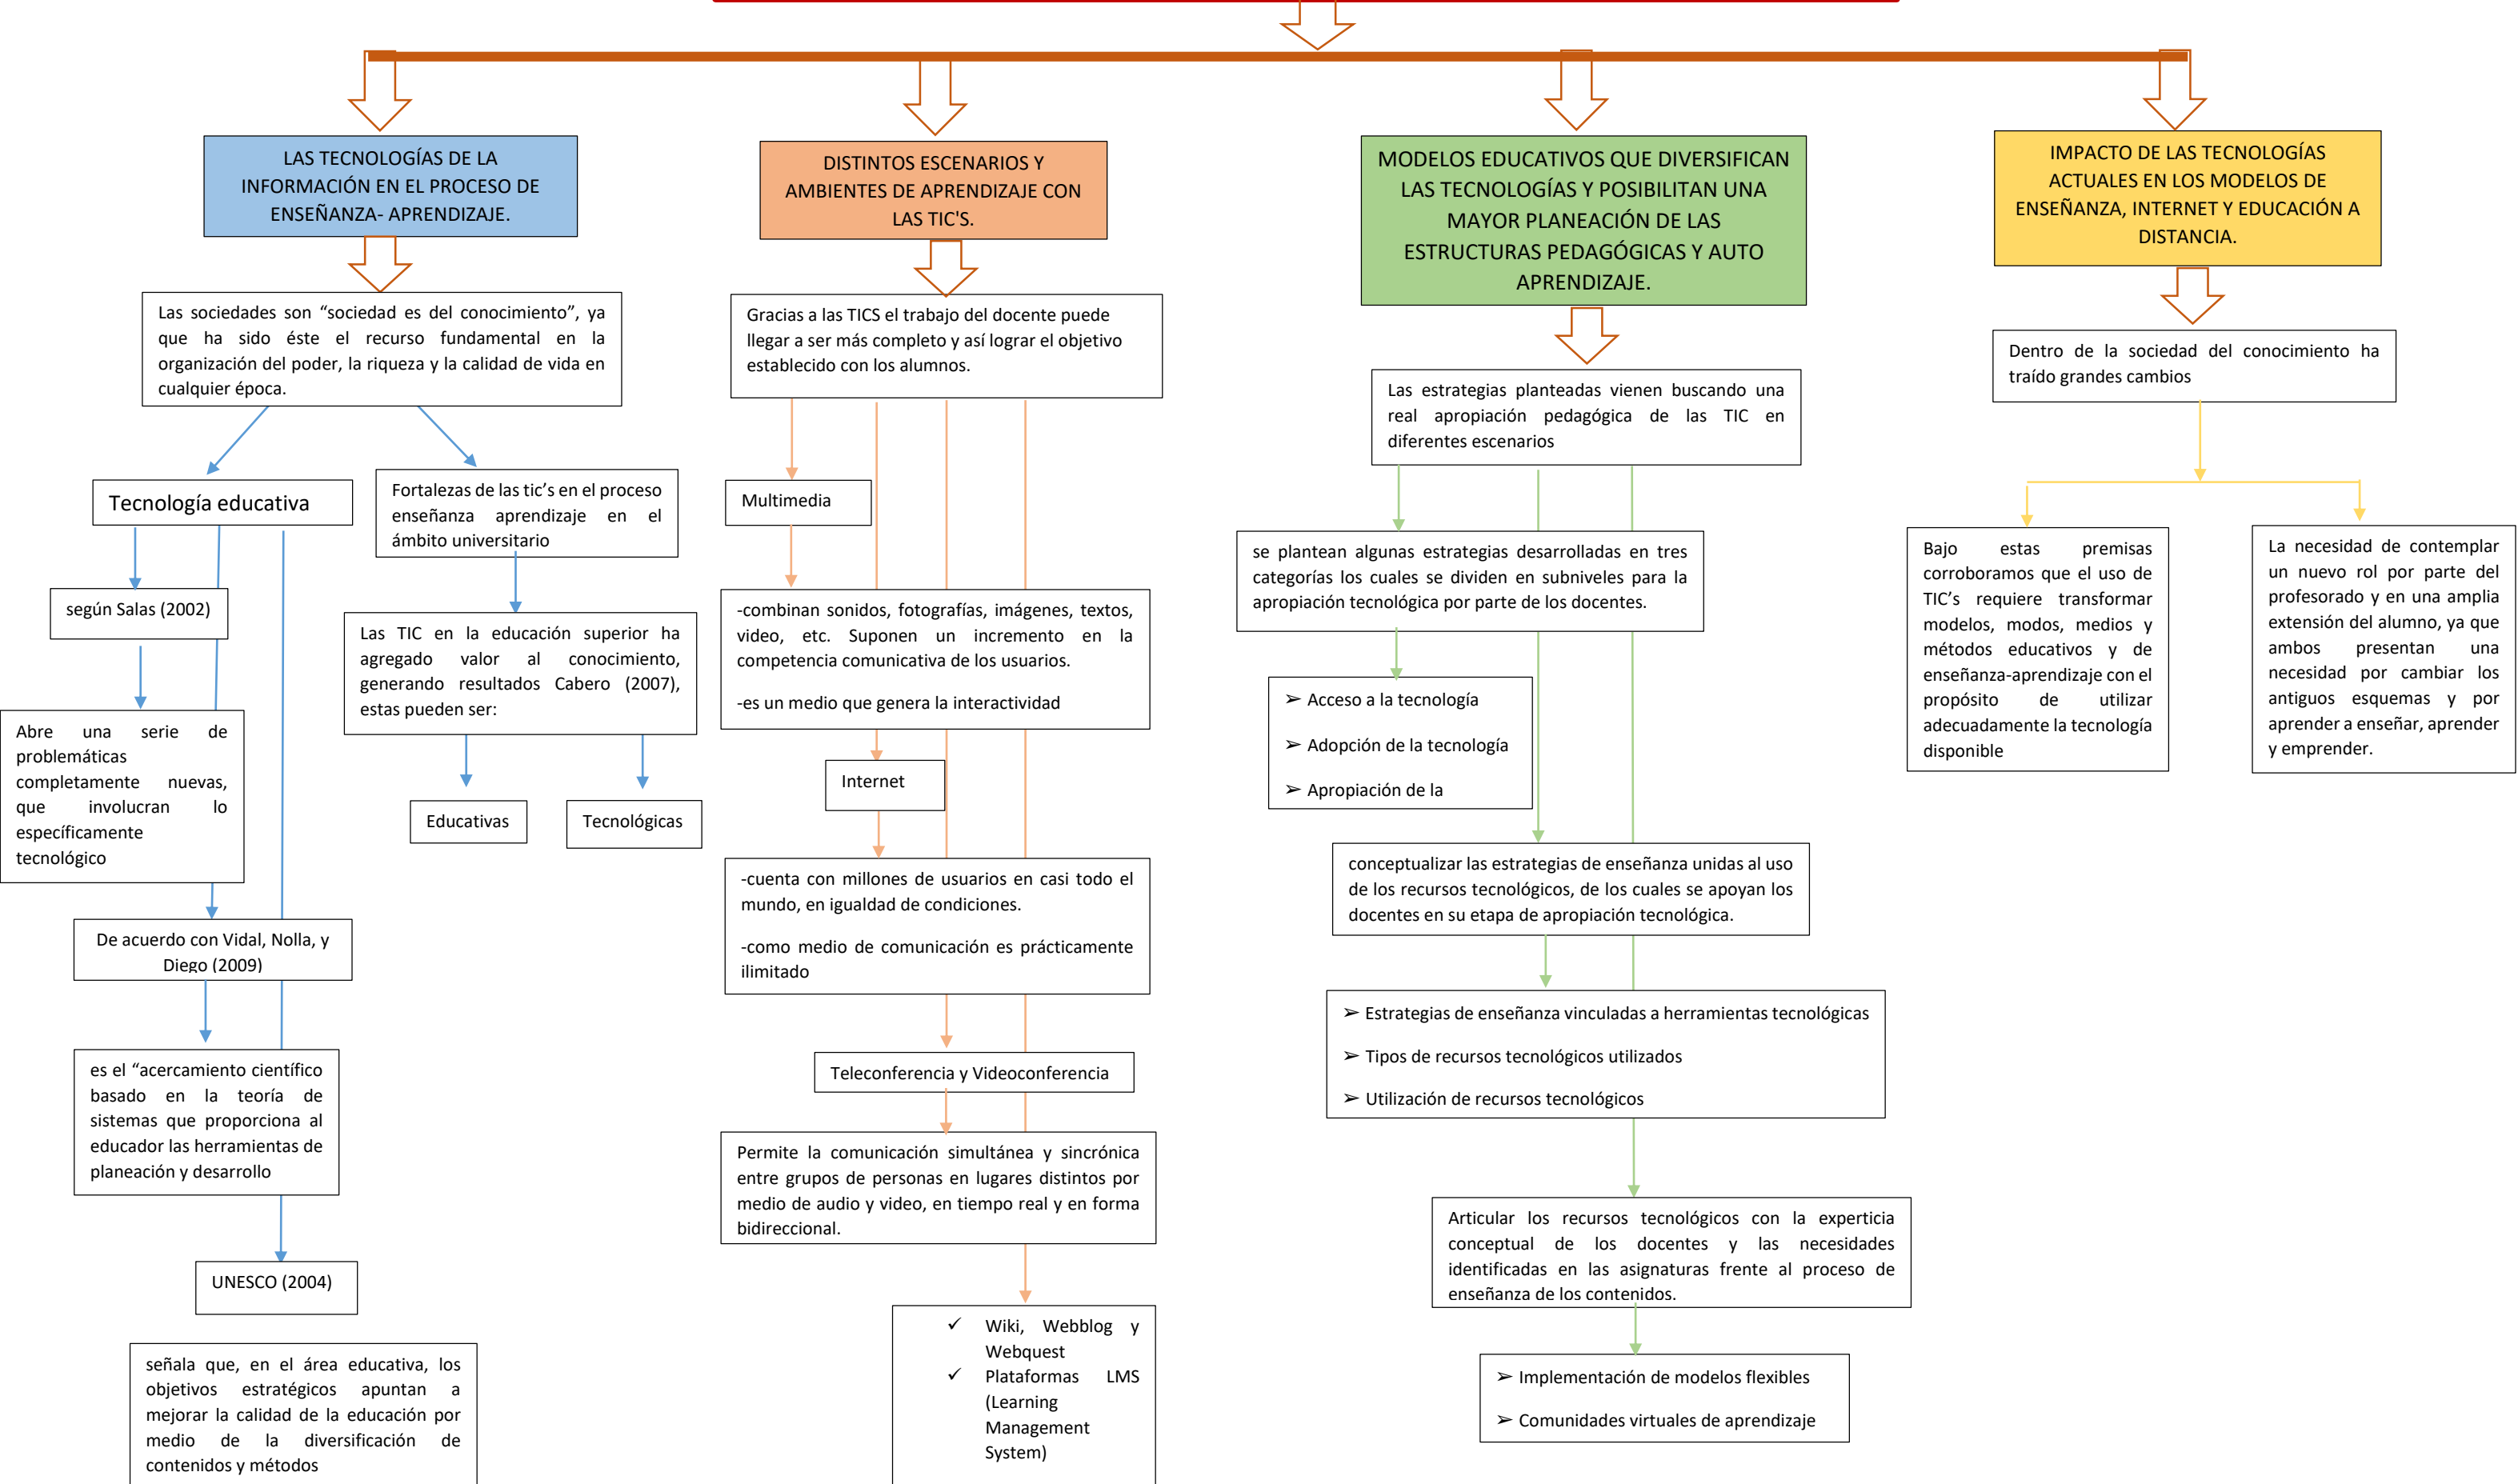 LAS TECNOLOGÍAS DE LA
INFORMACIÓN EN EL PROCESO DE
ENSEÑANZA- APRENDIZAJE.
Las sociedades son “sociedad es del conocimiento”, ya
que ha sido éste el recurso fundamental en la
organización del poder, la riqueza y la calidad de vida en
cualquier época.
Tecnología educativa
según Salas (2002)
Abre una serie de
problemáticas
completamente nuevas,
que involucran lo
específicamente
tecnológico
De acuerdo con Vidal, Nolla, y
Diego (2009)
es el “acercamiento científico
basado en la teoría de
sistemas que proporciona al
educador las herramientas de
planeación y desarrollo
UNESCO (2004)
señala que, en el área educativa, los
objetivos estratégicos apuntan a
mejorar la calidad de la educación por
medio de la diversificación de
contenidos y métodos
Fortalezas de las tic’s en el proceso
enseñanza aprendizaje en el
ámbito universitario
Las TIC en la educación superior ha
agregado valor al conocimiento,
generando resultados Cabero (2007),
estas pueden ser:
Educativas
Tecnológicas
DISTINTOS ESCENARIOS Y
AMBIENTES DE APRENDIZAJE CON
LAS TIC'S.
Gracias a las TICS el trabajo del docente puede
llegar a ser más completo y así lograr el objetivo
establecido con los alumnos.
Multimedia
-combinan sonidos, fotografías, imágenes, textos,
video, etc. Suponen un incremento en la
competencia comunicativa de los usuarios.
-es un medio que genera la interactividad
Internet
-cuenta con millones de usuarios en casi todo el
mundo, en igualdad de condiciones.
-como medio de comunicación es prácticamente
ilimitado
Teleconferencia y Videoconferencia
Permite la comunicación simultánea y sincrónica
entre grupos de personas en lugares distintos por
medio de audio y video, en tiempo real y en forma
bidireccional.
✓ Wiki, Webblog y
Webquest
✓ Plataformas LMS
(Learning
Management
System)
MODELOS EDUCATIVOS QUE DIVERSIFICAN
LAS TECNOLOGÍAS Y POSIBILITAN UNA
MAYOR PLANEACIÓN DE LAS
ESTRUCTURAS PEDAGÓGICAS Y AUTO
APRENDIZAJE.
Las estrategias planteadas vienen buscando una
real apropiación pedagógica de las TIC en
diferentes escenarios
se plantean algunas estrategias desarrolladas en tres
categorías los cuales se dividen en subniveles para la
apropiación tecnológica por parte de los docentes.
➢ Acceso a la tecnología
➢ Adopción de la tecnología
➢ Apropiación de la
conceptualizar las estrategias de enseñanza unidas al uso
de los recursos tecnológicos, de los cuales se apoyan los
docentes en su etapa de apropiación tecnológica.
➢ Estrategias de enseñanza vinculadas a herramientas tecnológicas
➢ Tipos de recursos tecnológicos utilizados
➢ Utilización de recursos tecnológicos
Articular los recursos tecnológicos con la experticia
conceptual de los docentes y las necesidades
identificadas en las asignaturas frente al proceso de
enseñanza de los contenidos.
➢ Implementación de modelos flexibles
➢ Comunidades virtuales de aprendizaje
IMPACTO DE LAS TECNOLOGÍAS
ACTUALES EN LOS MODELOS DE
ENSEÑANZA, INTERNET Y EDUCACIÓN A
DISTANCIA.
Dentro de la sociedad del conocimiento ha
traído grandes cambios
Bajo estas premisas
corroboramos que el uso de
TIC’s requiere transformar
modelos, modos, medios y
métodos educativos y de
enseñanza-aprendizaje con el
propósito de utilizar
adecuadamente la tecnología
disponible
La necesidad de contemplar
un nuevo rol por parte del
profesorado y en una amplia
extensión del alumno, ya que
ambos presentan una
necesidad por cambiar los
antiguos esquemas y por
aprender a enseñar, aprender
y emprender.